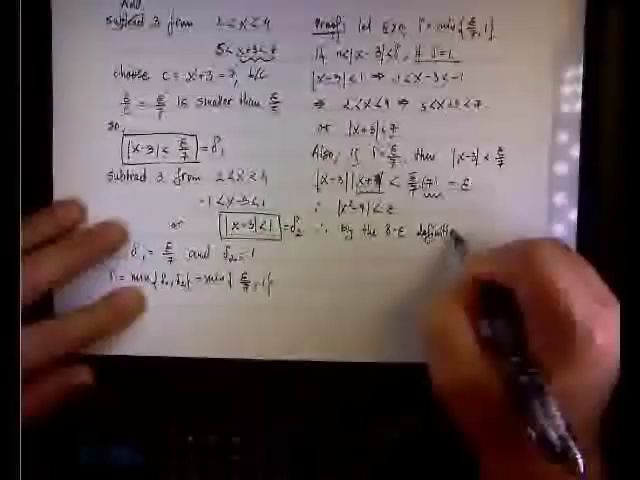 And
subtract 3 from 2<x<4
5<x+3<7
choose c=x+3=7, b/c
ε/c = ε/7 is smaller than ε/5
so,
|x-3|< ε/7 =δ₁
subtract 3 from 2<x<4
-1<x-3<1
or |x-3|<1 =δ₂
δ₁= ε/7 and δ₂=1
δ=min{δ₁,δ₂}=min{ε/7,1}
Proof: let ε>0, δ=min{ε/7,1}
If 0<|x-3|<δ, if δ=1,
|x-3|<1 ⇒ -1<x-3<1
⇒ 2<x<4 ⇒ 5<x+3<7
or |x+3|<7
Also, if δ=ε/7, then |x-3|<ε/7
|x-3||x+3|< ε/7·(7) = ε
∴ |x²-9|<ε
∴ By the δ-ε definition